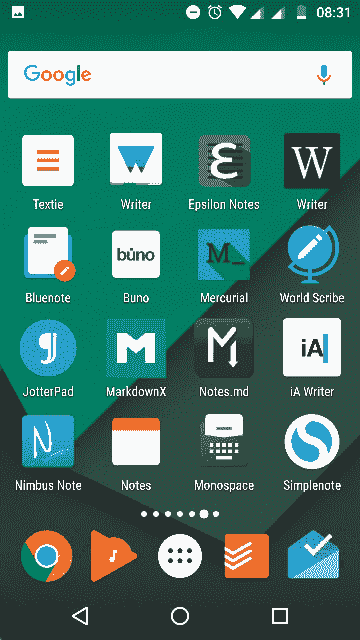 08:31
Google
Textie
Writer
Epsilon Notes
W
Writer
Bluenote
buno
Buno
M_
Mercurial
World Scribe
JotterPad
M
MarkdownX
M
Notes.md
iA
iA Writer
N
Nimbus Note
Notes
Monospace
Simplenote